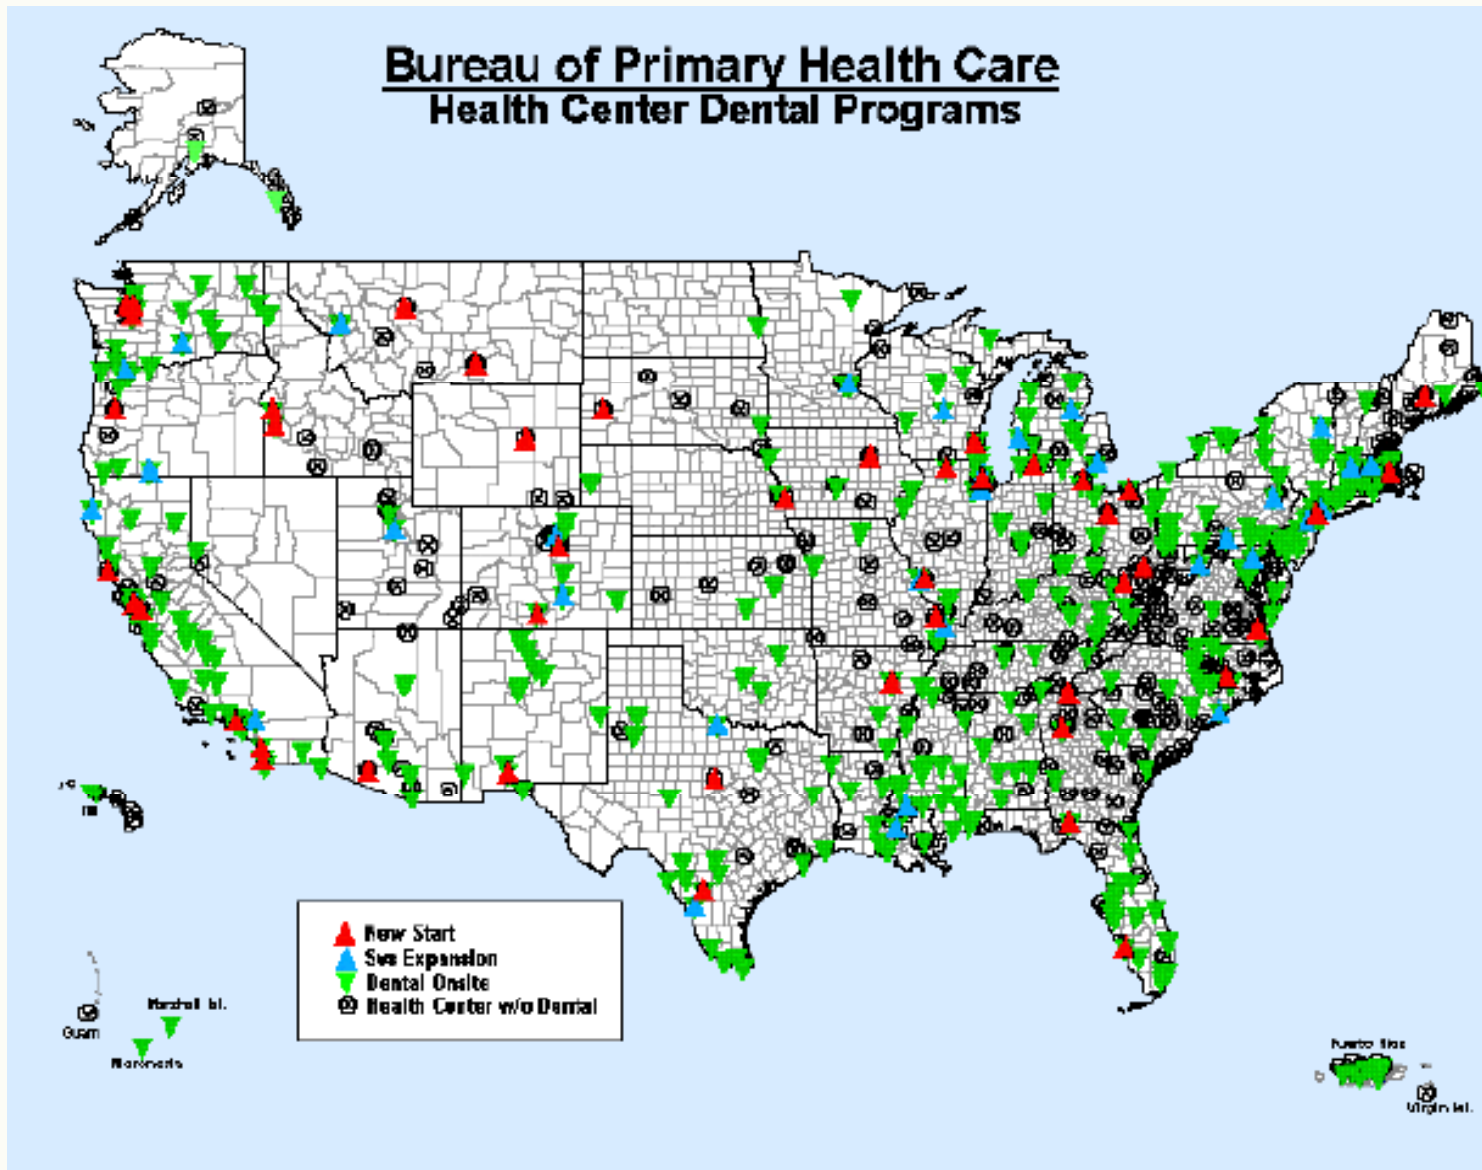 Bureau of Primary Health Care
Health Center Dental Programs
New Start
Svs Expansion
Dental Onsite
Health Center w/o Dental
Marshall Isl.
Guam
Micronesia
Puerto Rico
Virgin Isl.